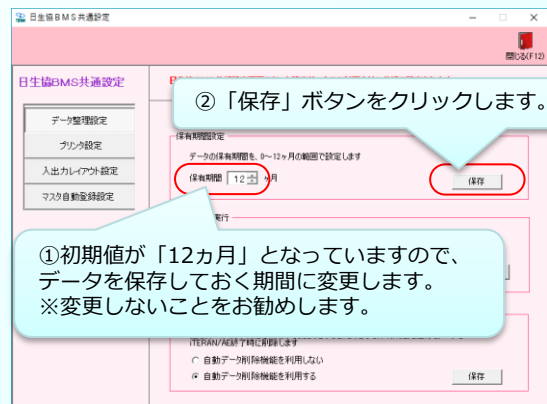 日生協BMS共通設定
閉じる(F12)
日生協BMS共通設定
②「保存」ボタンをクリックします。
データ整理設定
プリンタ設定
入出力レイアウト設定
マスタ自動登録設定
保有期間設定
データの保有期間を、0～12ヶ月の範囲で設定します
保有期間 12 ヶ月
保存
実行
①初期値が「12ヵ月」となっていますので、
データを保存しておく期間に変更します。
※変更しないことをお勧めします。
iTERAN/AE終了時に削除します
自動データ削除機能を利用しない
自動データ削除機能を利用する
保存